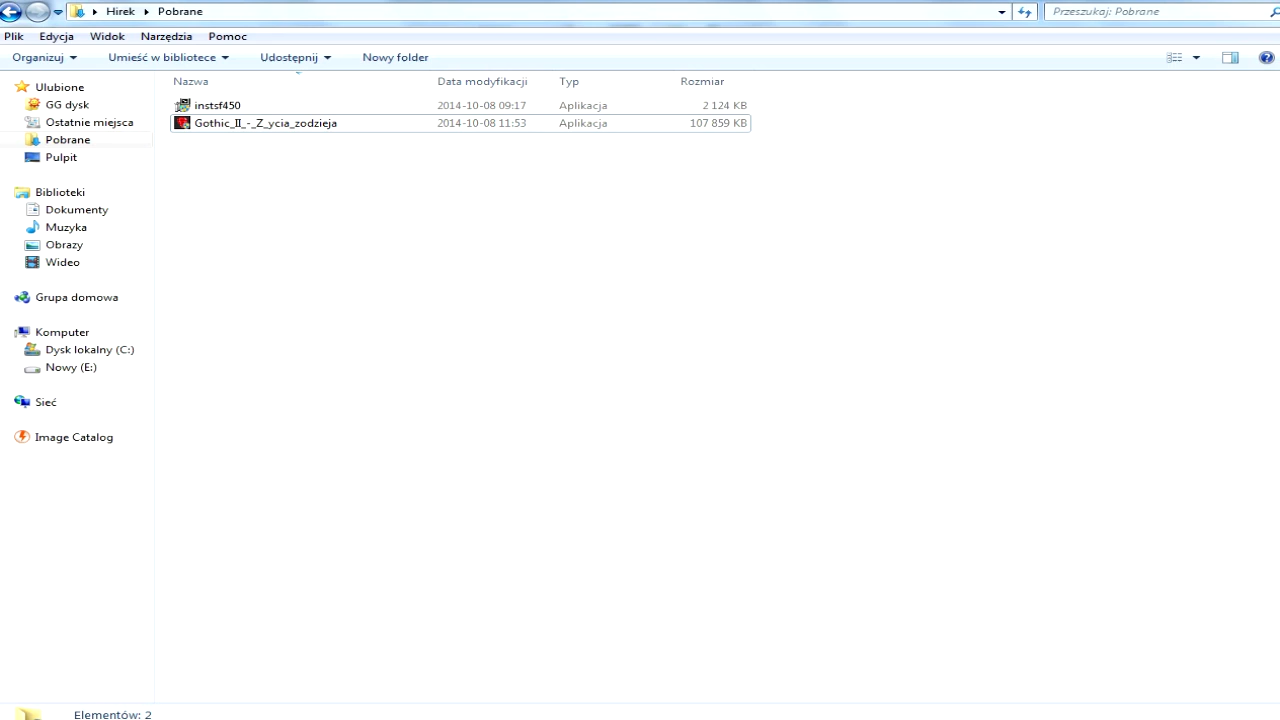 Hirek Pobrane Przeszukaj: Pobrane
Plik Edycja Widok Narzędzia Pomoc
Organizuj Umieść w bibliotece Udostępnij Nowy folder
Nazwa Data modyfikacji Typ Rozmiar
instsf450 2014-10-08 09:17 Aplikacja 2 124 KB
Gothic_II_-_Z_ycia_zodzieja 2014-10-08 11:53 Aplikacja 107 859 KB
Ulubione
GG dysk
Ostatnie miejsca
Pobrane
Pulpit
Biblioteki
Dokumenty
Muzyka
Obrazy
Wideo
Grupa domowa
Komputer
Dysk lokalny (C:)
Nowy (E:)
Sieć
Image Catalog
Elementów: 2